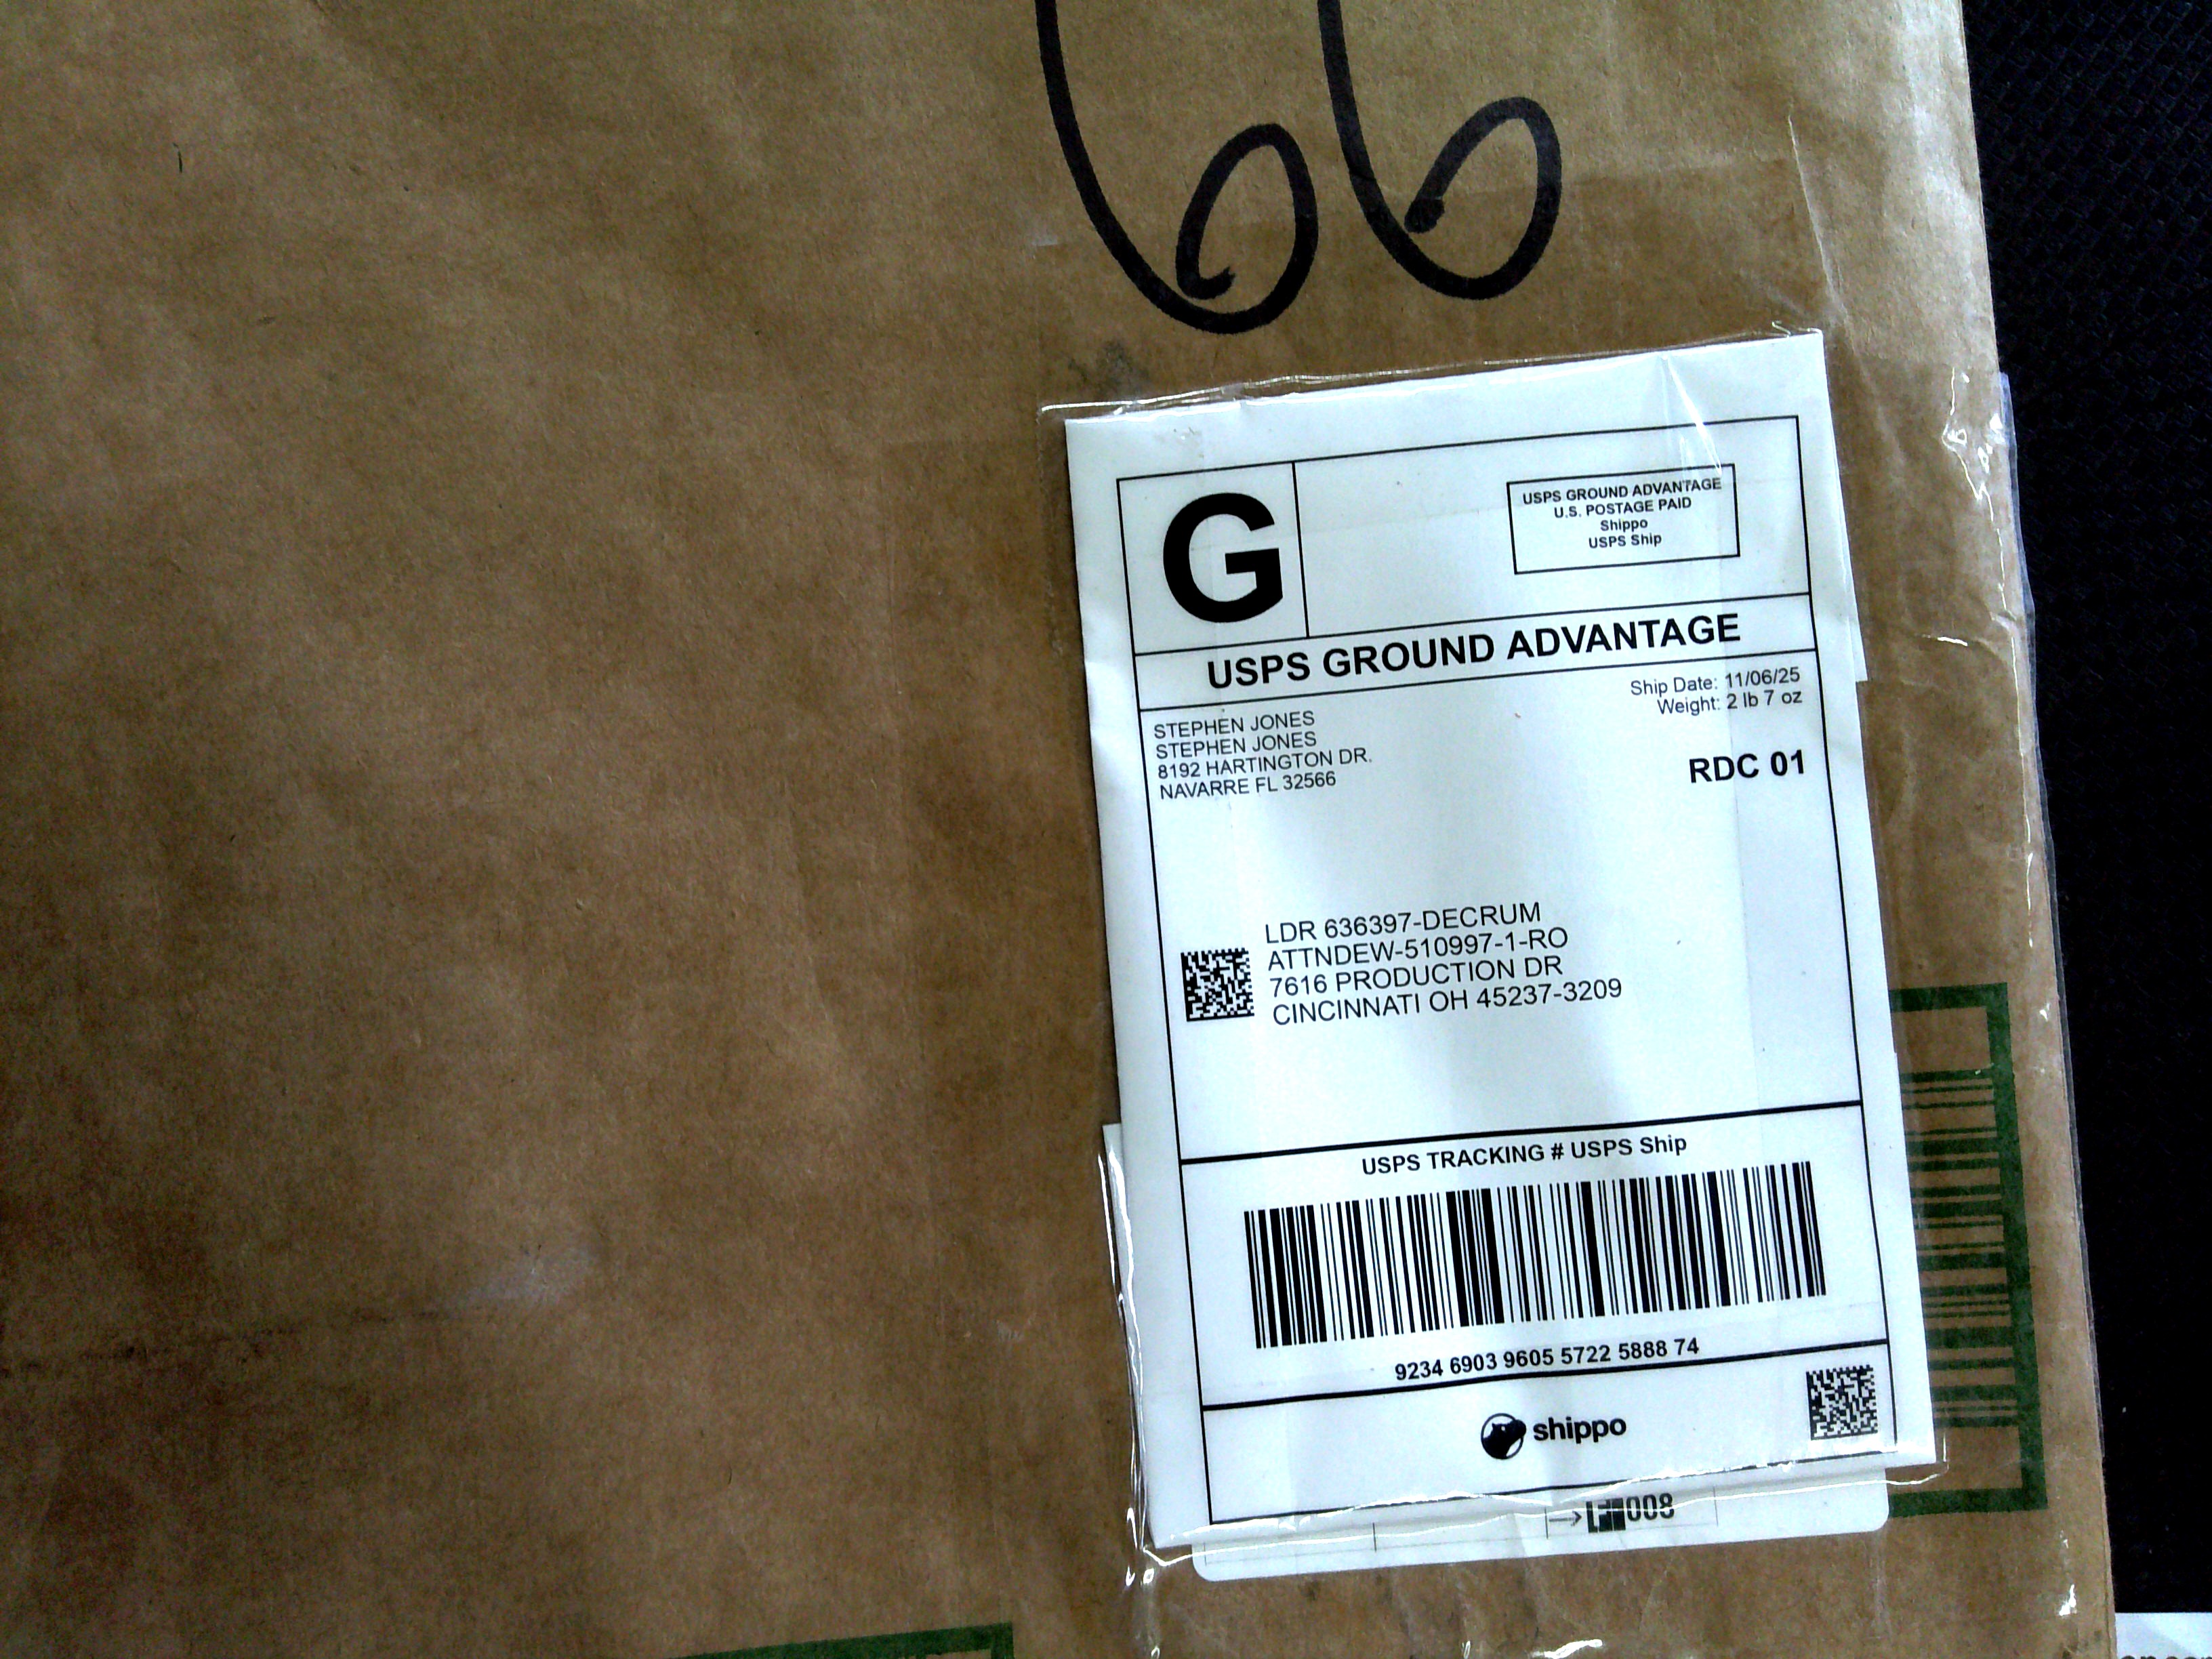 66
G
USPS GROUND ADVANTAGE
U.S. POSTAGE PAID
Shippo
USPS Ship
USPS GROUND ADVANTAGE
Ship Date: 11/06/25
Weight: 2 lb 7 oz
STEPHEN JONES
STEPHEN JONES
8192 HARTINGTON DR.
NAVARRE FL 32566
RDC 01
LDR 636397-DECRUM
ATTNDEW-510997-1-RO
7616 PRODUCTION DR
CINCINNATI OH 45237-3209
USPS TRACKING # USPS Ship
9234 6903 9605 5722 5888 74
shippo
008